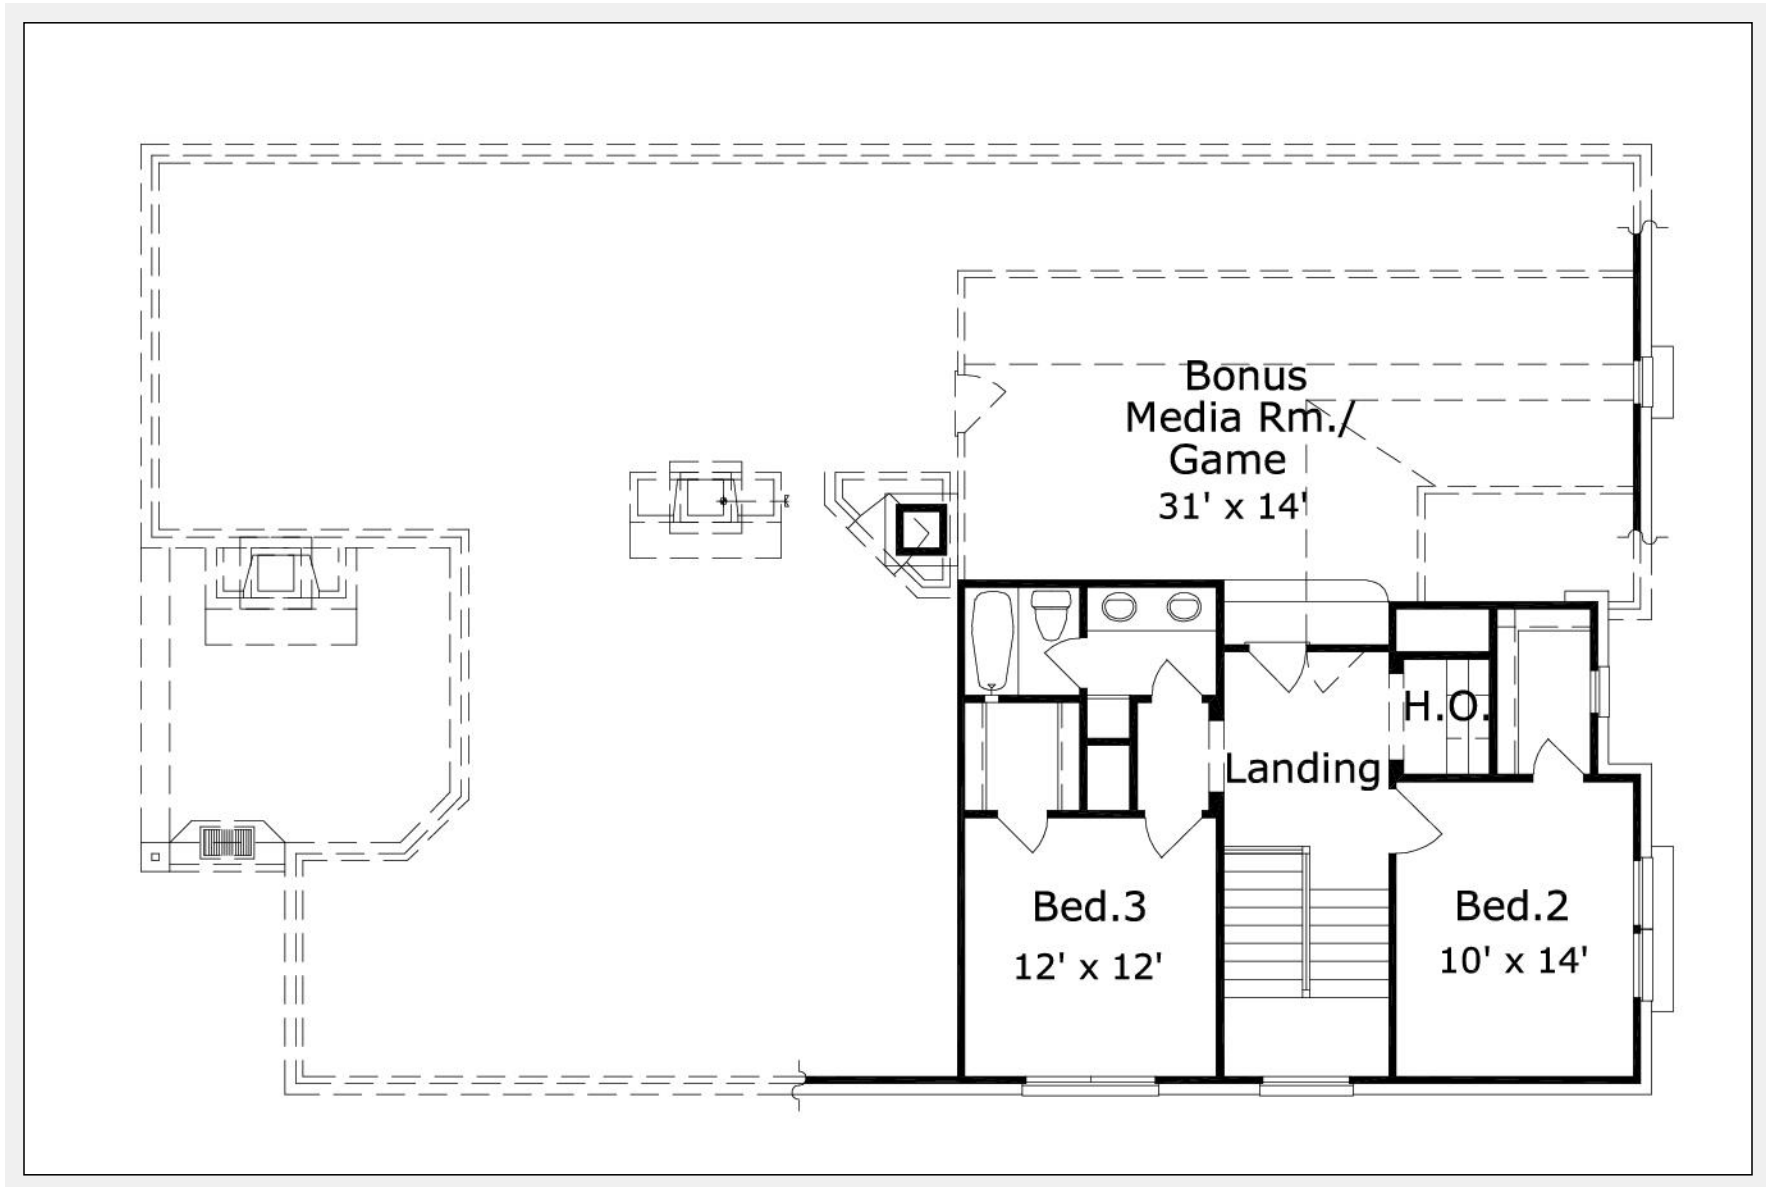 Bonus
Media Rm./
Game
31' x 14'
H.O.
Landing
Bed.3
12' x 12'
Bed.2
10' x 14'